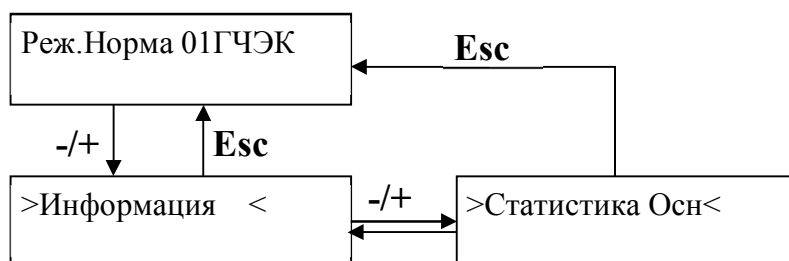 Реж.Норма 01ГЧЭК
Esc
-/+
Esc
>Информация <
-/+
>Статистика Осн<